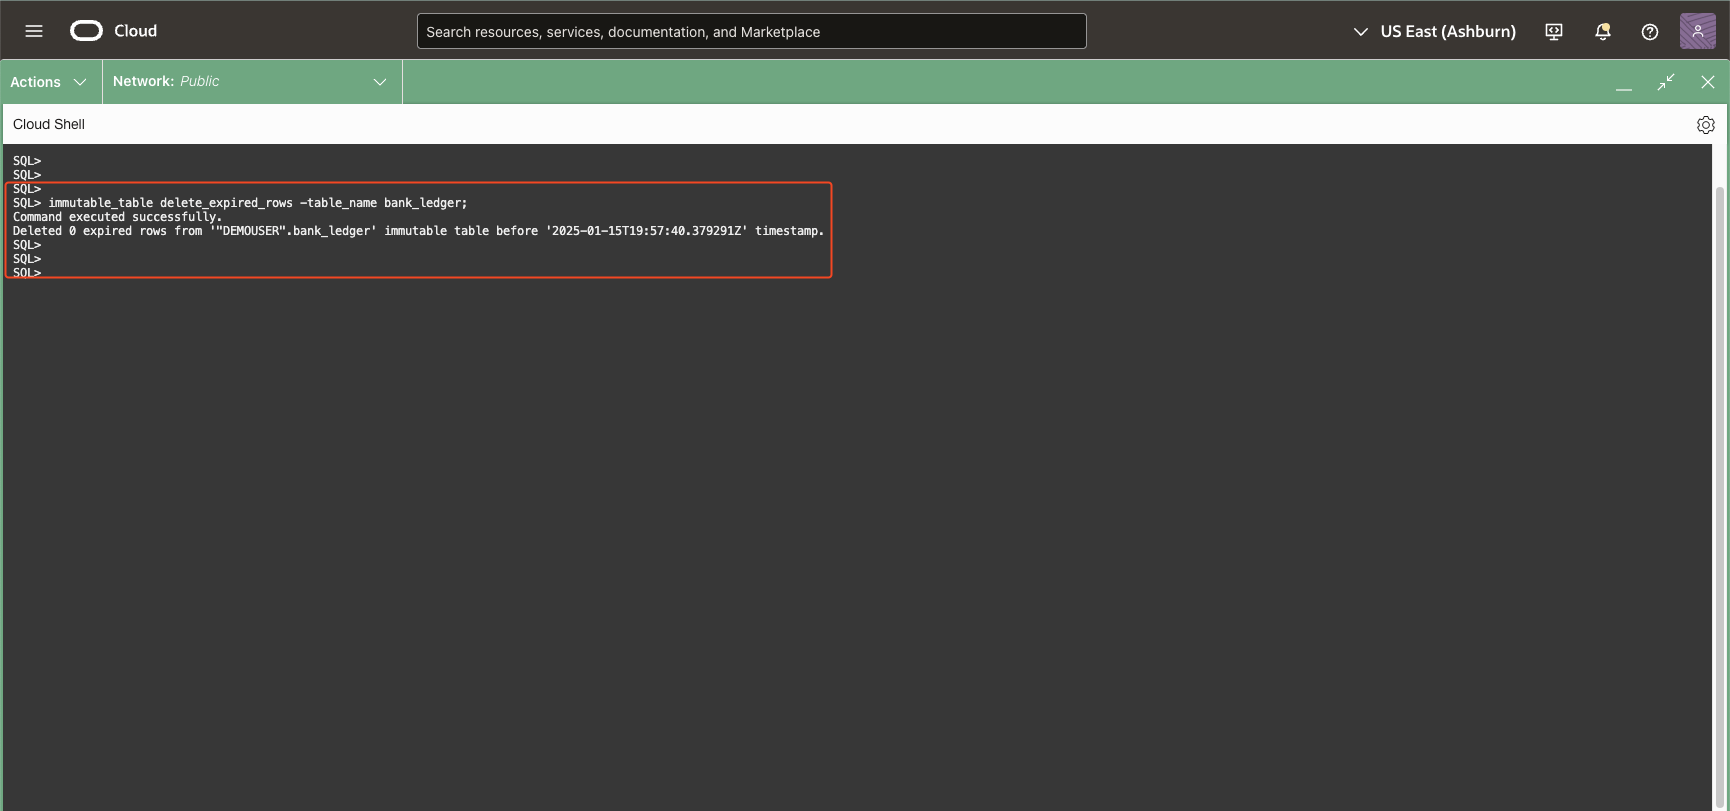 Cloud
Search resources, services, documentation, and Marketplace
US East (Ashburn)
Actions
Network: Public
Cloud Shell
SQL>
SQL>
SQL>
SQL> immutable_table delete_expired_rows -table_name bank_ledger;
Command executed successfully.
Deleted 0 expired rows from '"DEMOUSER".bank_ledger' immutable table before '2025-01-15T19:57:40.379291Z' timestamp.
SQL>
SQL>
SQL>